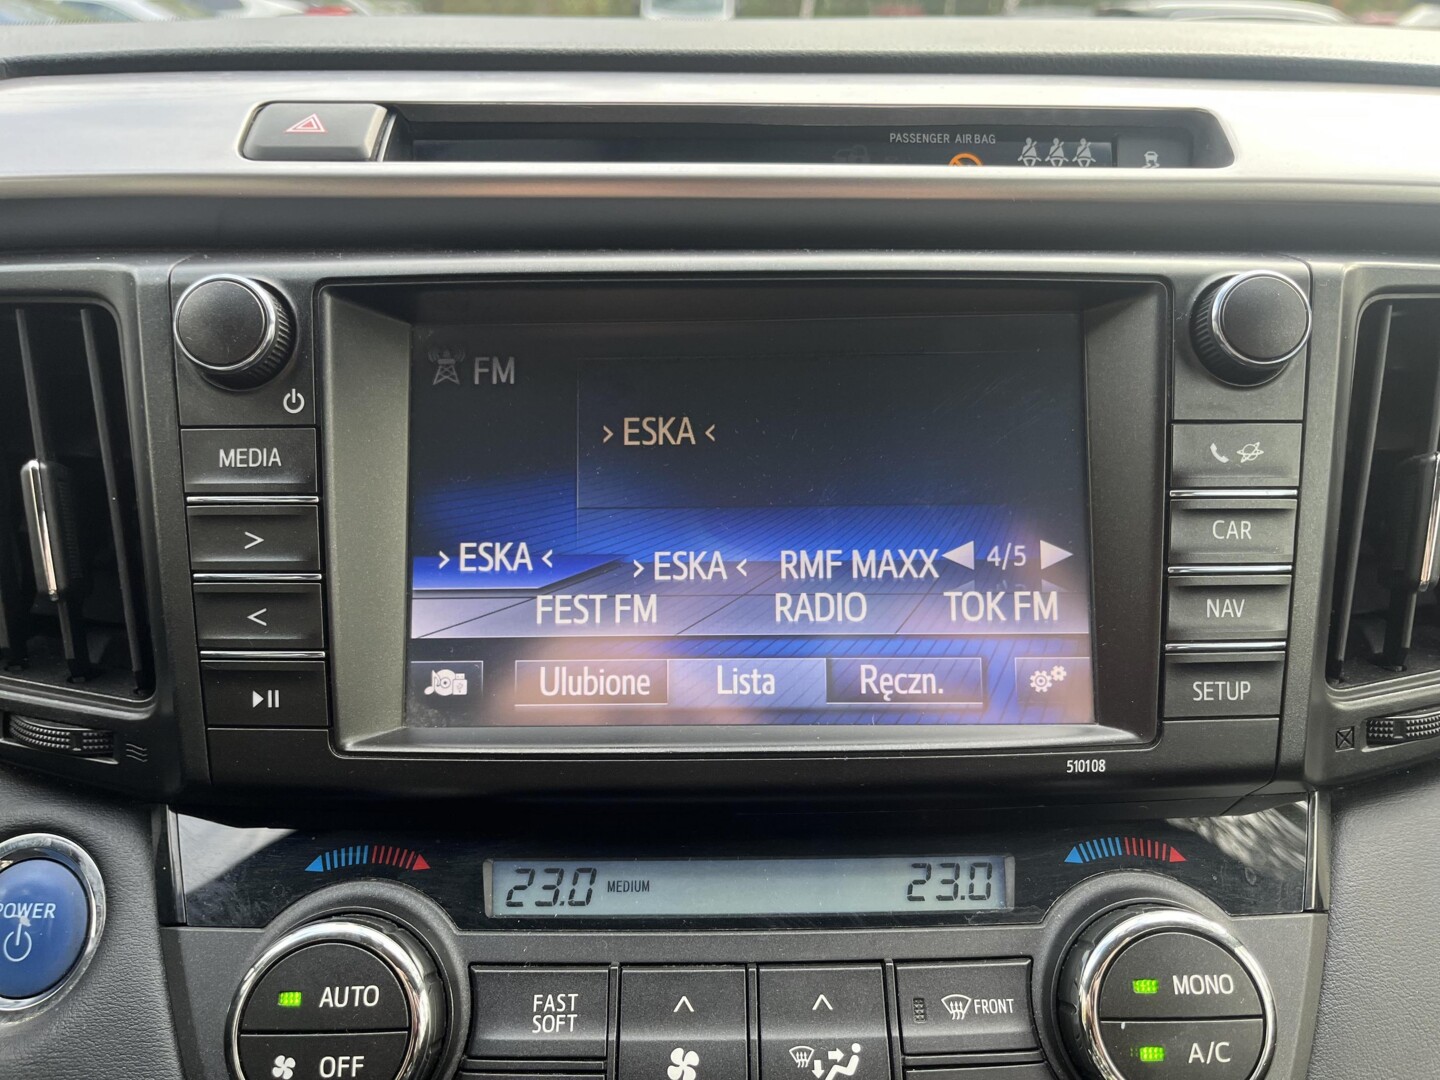 PASSENGER AIR BAG
FM
> ESKA <
MEDIA
>
<
CAR
NAV
SETUP
> ESKA <
> ESKA <
RMF MAXX
4/5
FEST FM
RADIO
TOK FM
Ulubione
Lista
Ręczn.
510108
23.0
MEDIUM
23.0
POWER
AUTO
OFF
FAST
SOFT
FRONT
MONO
A/C